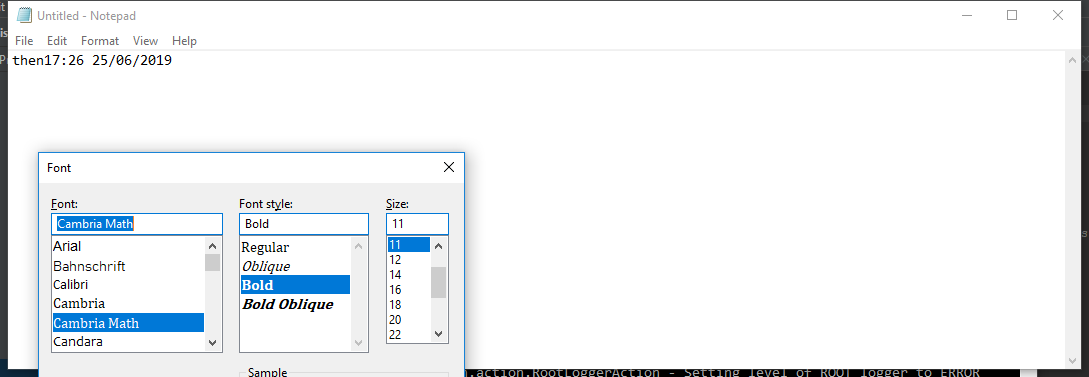 Untitled - Notepad
File Edit Format View Help
then17:26 25/06/2019
Font
Font: Font style: Size:
Cambria Math Bold 11
Arial Regular 11
Bahnschrift Oblique 12
Calibri Bold 14
Cambria Bold Oblique 16
Cambria Math 18
Candara 20
22
Sample
.action.RootLoggerAction - Setting level of ROOT logger to ERROR